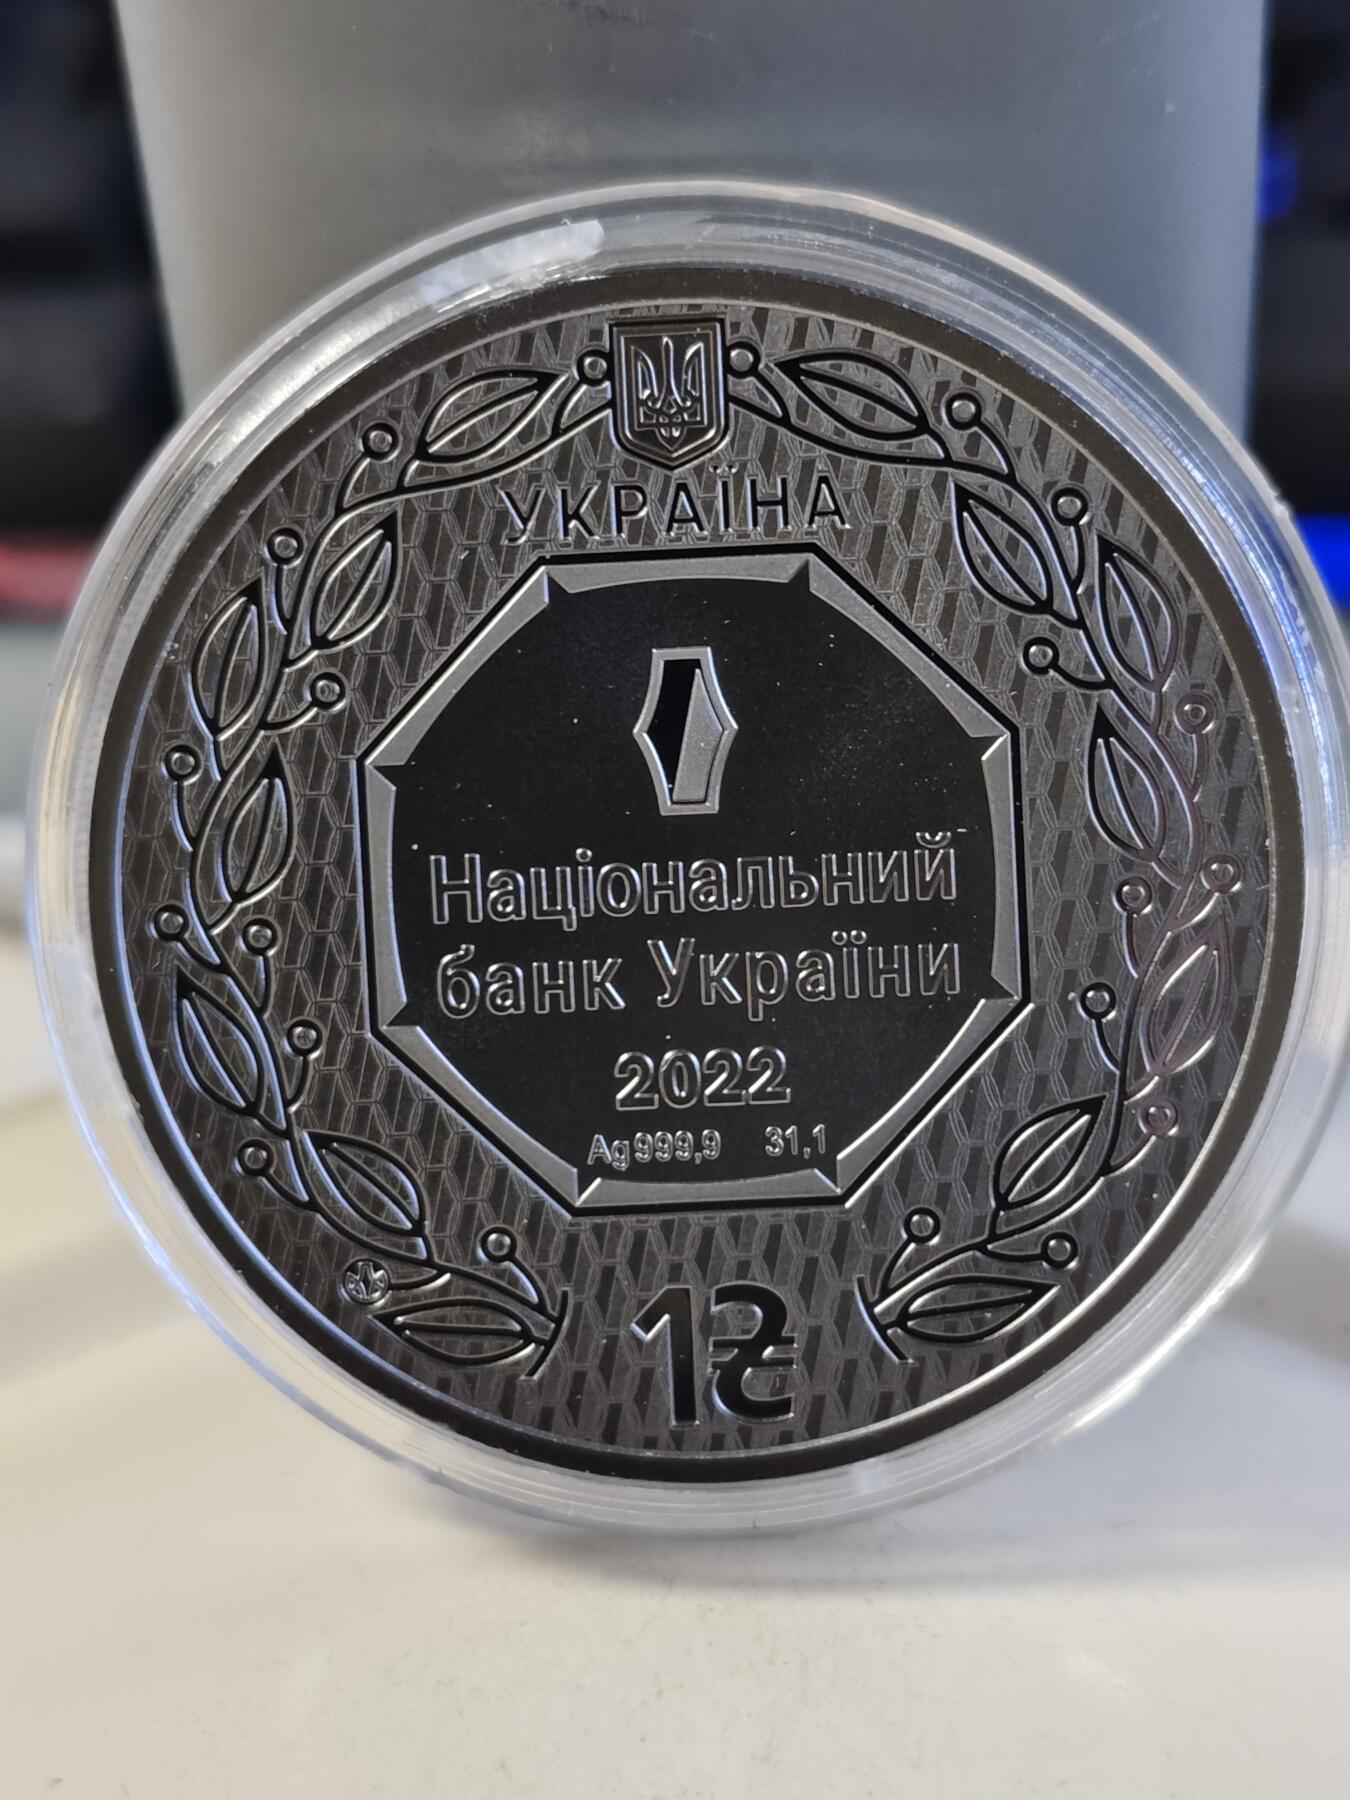 УКРАЇНА
Національний
банк України
2022
Ag 999,9 31,1
1₴